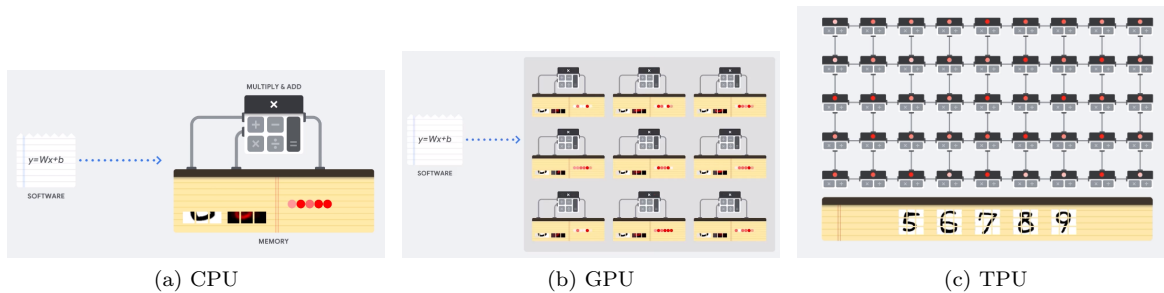 MULTIPLY & ADD
y=Wx+b
SOFTWARE
MEMORY
(a) CPU
y=Wx+b
SOFTWARE
(b) GPU
5 6 7 8 9
(c) TPU